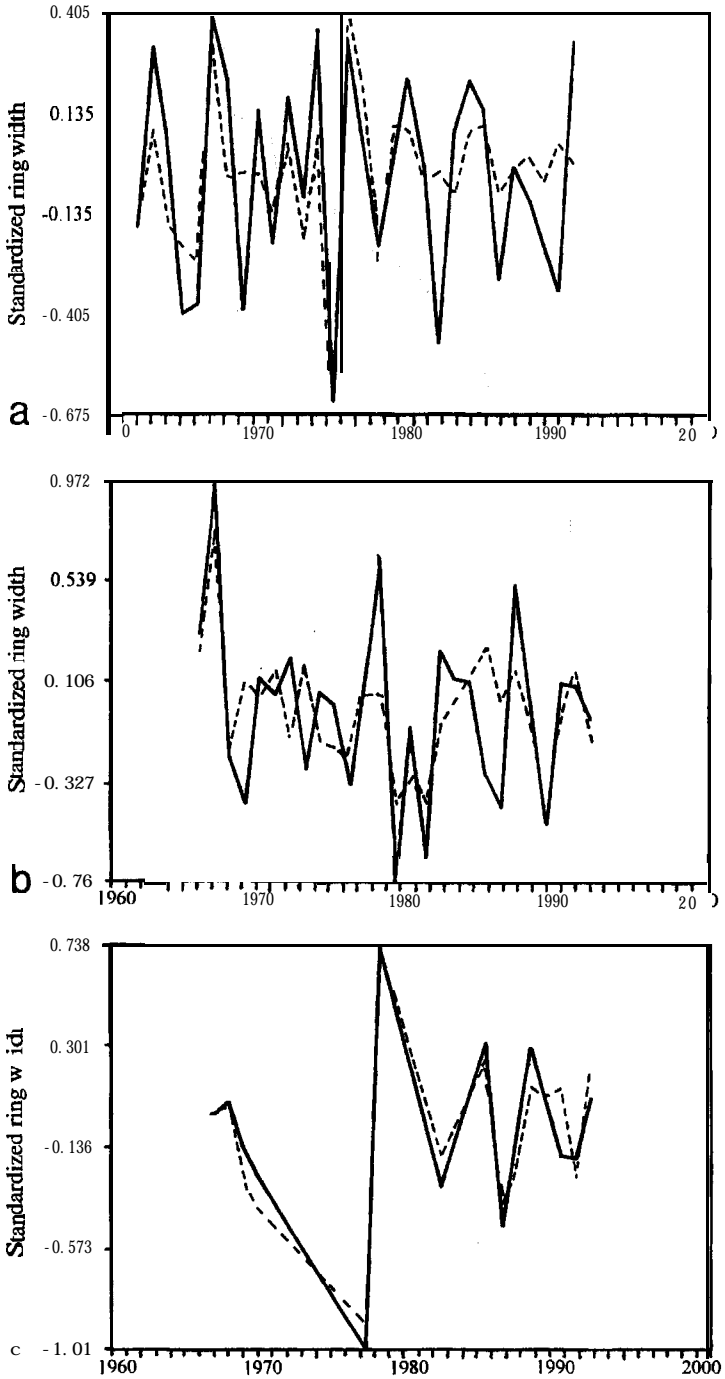 0.405
0.135
-0.135
-0.405
-0.675
Standardized ring width
a
0 1970 1980 1990 20
0.972
0.539
0.106
-0.327
-0.76
Standardized ring width
b
1960 1970 1980 1990 20
0.738
0.301
-0.136
-0.573
-1.01
Standardized ring w
c
1960 1970 1980 1990 2000